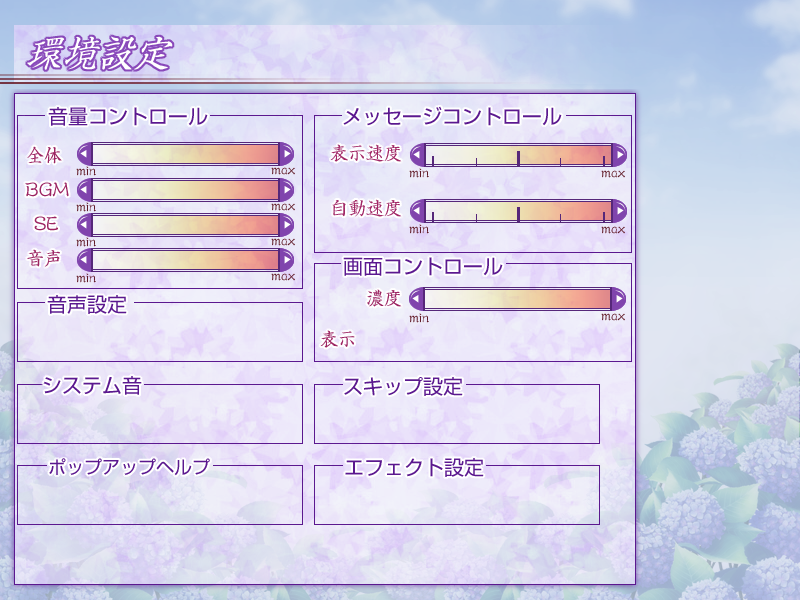 環境設定
音量コントロール
全体
min max
BGM
min max
SE
min max
音声
min max
音声設定
システム音
ポップアップヘルプ
メッセージコントロール
表示速度
min max
自動速度
min max
画面コントロール
濃度
min max
表示
スキップ設定
エフェクト設定